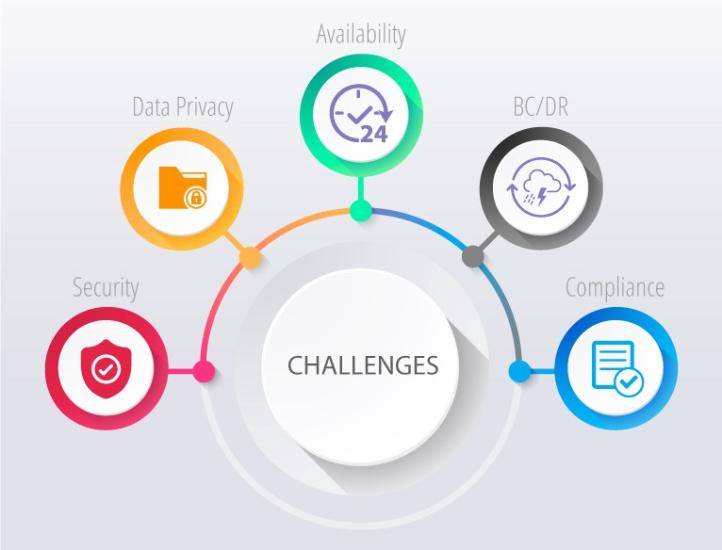 Availability
24
Data Privacy
BC/DR
Security
Compliance
CHALLENGES